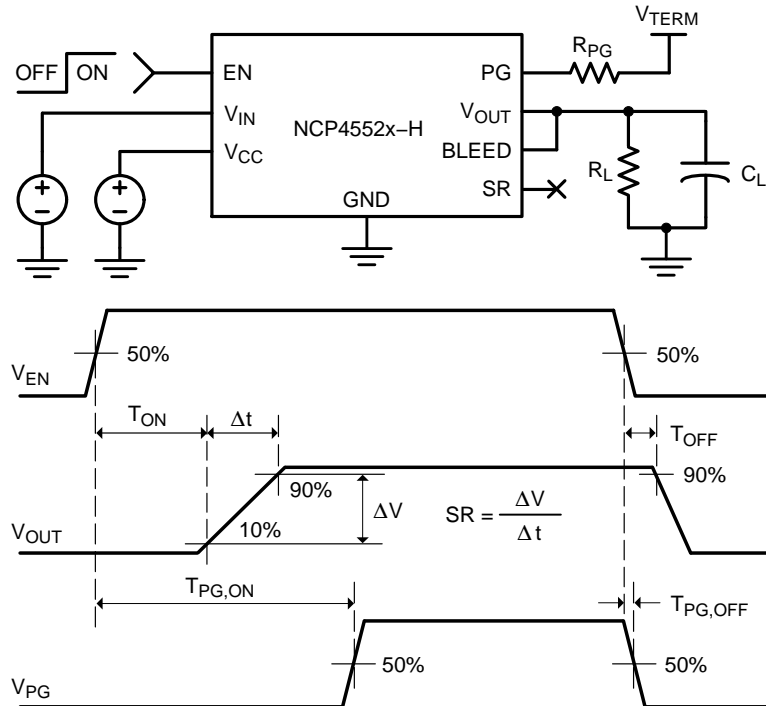 V_TERM
R_PG
OFF ON
EN
PG
V_IN
V_OUT
NCP4552x−H
V_CC
BLEED
R_L
C_L
SR
GND
+
−
+
−
50%
50%
V_EN
T_ON
Δt
T_OFF
90%
90%
ΔV
SR = ΔV / Δt
10%
V_OUT
T_PG,ON
T_PG,OFF
50%
50%
V_PG